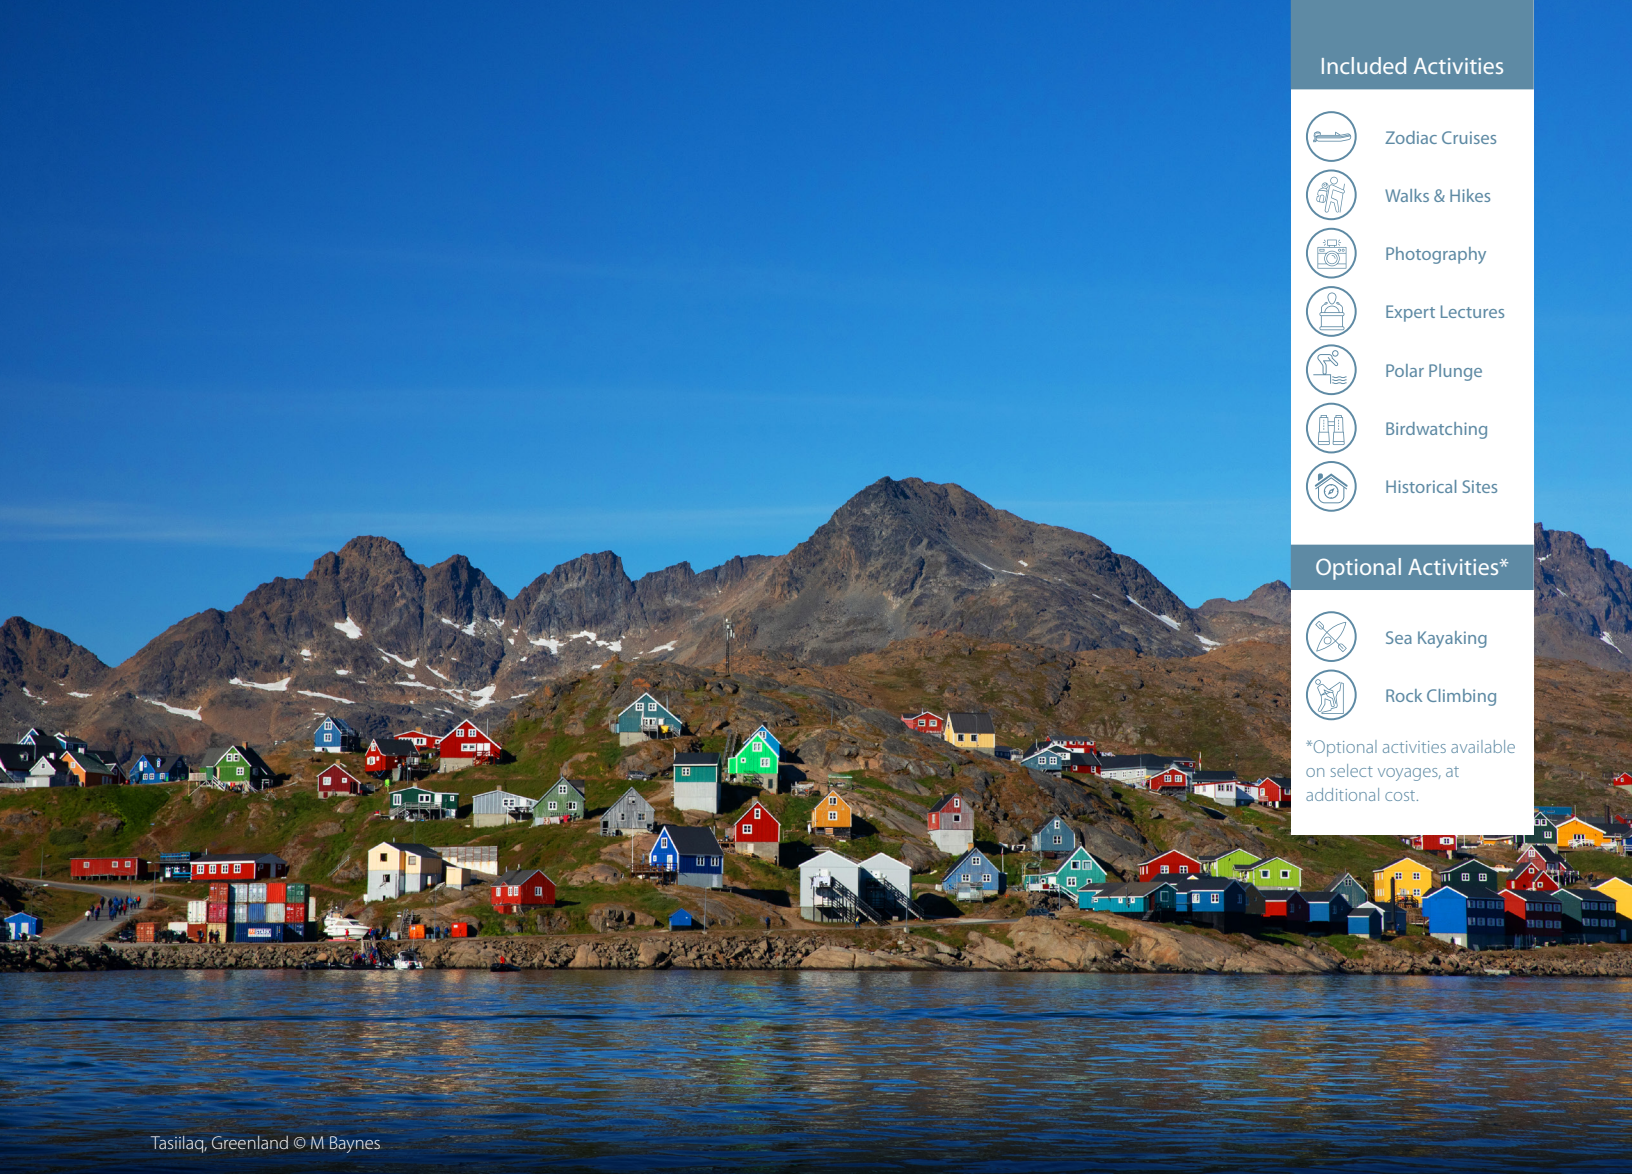 Included Activities
Zodiac Cruises
Walks & Hikes
Photography
Expert Lectures
Polar Plunge
Birdwatching
Historical Sites
Optional Activities*
Sea Kayaking
Rock Climbing
*Optional activities available
on select voyages, at
additional cost.
Tasiilaq, Greenland © M Baynes